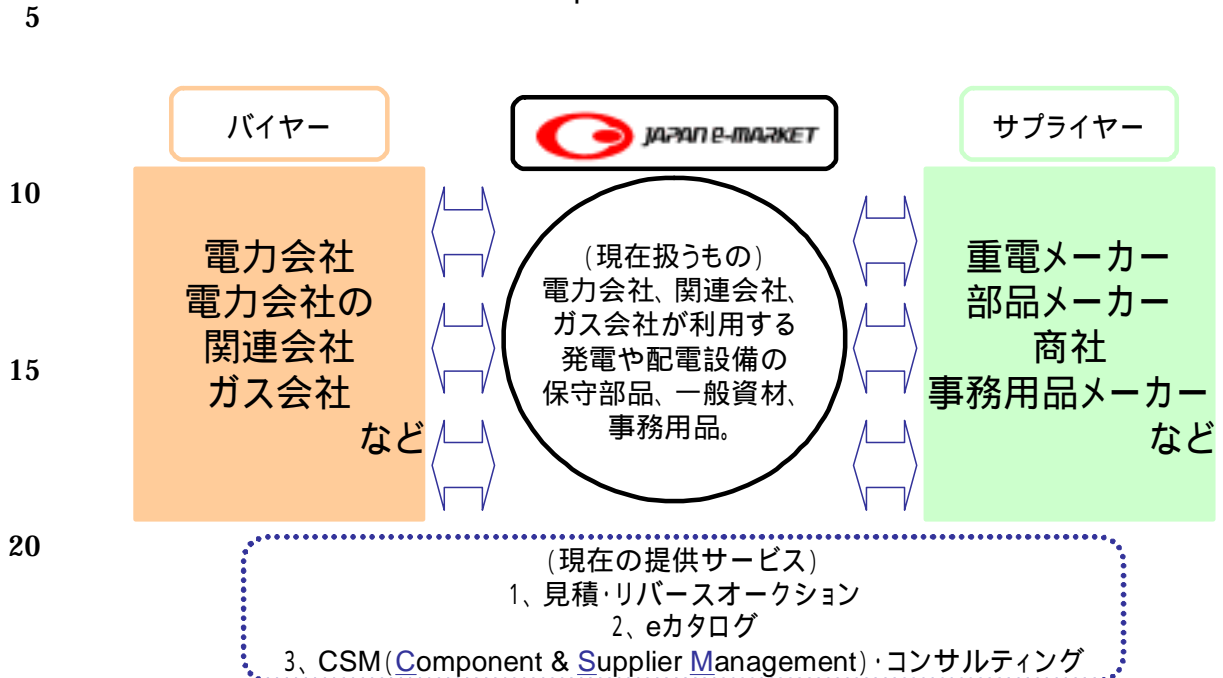 5
バイヤー
JAPAN e-MARKET
サプライヤー
10
電力会社
電力会社の
関連会社
ガス会社
など
(現在扱うもの)
電力会社、関連会社、
ガス会社が利用する
発電や配電設備の
保守部品、一般資材、
事務用品。
重電メーカー
部品メーカー
商社
事務用品メーカー
など
15
20
(現在の提供サービス)
1、見積・リバースオークション
2、eカタログ
3、CSM(Component & Supplier Management)・コンサルティング